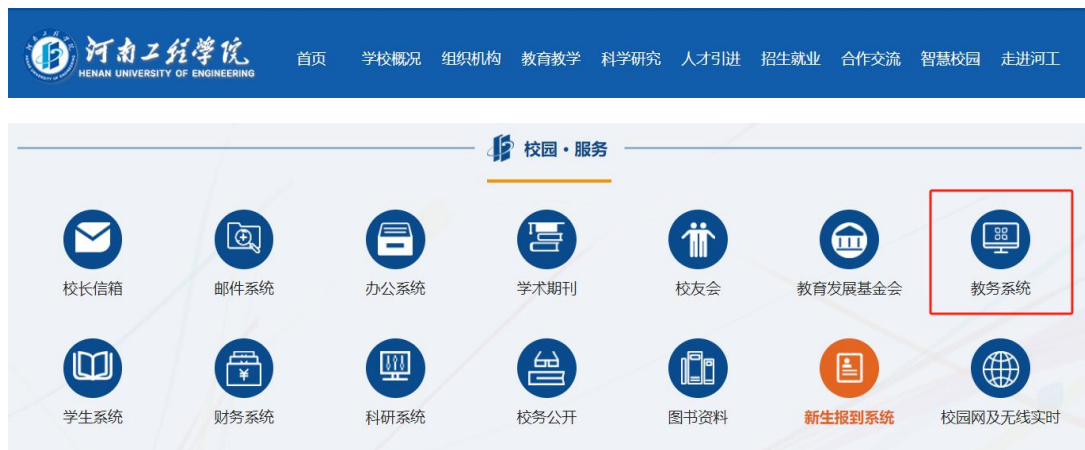 河南工程学院
HENAN UNIVERSITY OF ENGINEERING
首页 学校概况 组织机构 教育教学 科学研究 人才引进 招生就业 合作交流 智慧校园 走进河工
校园·服务
校长信箱 邮件系统 办公系统 学术期刊 校友会 教育发展基金会 教务系统
学生系统 财务系统 科研系统 校务公开 图书资料 新生报到系统 校园网及无线实时